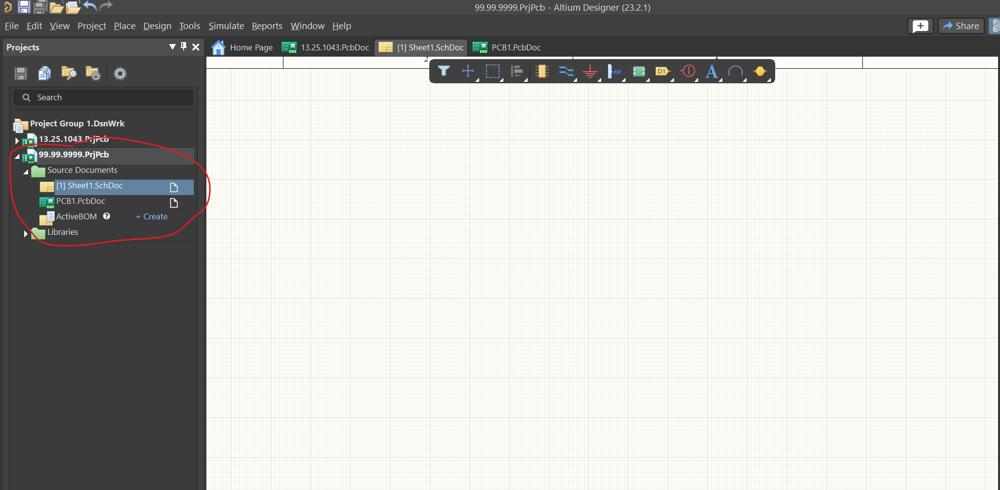 99.99.9999.PrjPcb - Altium Designer (23.2.1)
File Edit View Project Place Design Tools Simulate Reports Window Help
Share
Projects
Home Page 13.25.1043.PcbDoc [1] Sheet1.SchDoc PCB1.PcbDoc
2 3
D1
A
Search
Project Group 1.DsnWrk
13.25.1043.PrjPcb
99.99.9999.PrjPcb
Source Documents
[1] Sheet1.SchDoc
PCB1.PcbDoc
ActiveBOM ? + Create
Libraries